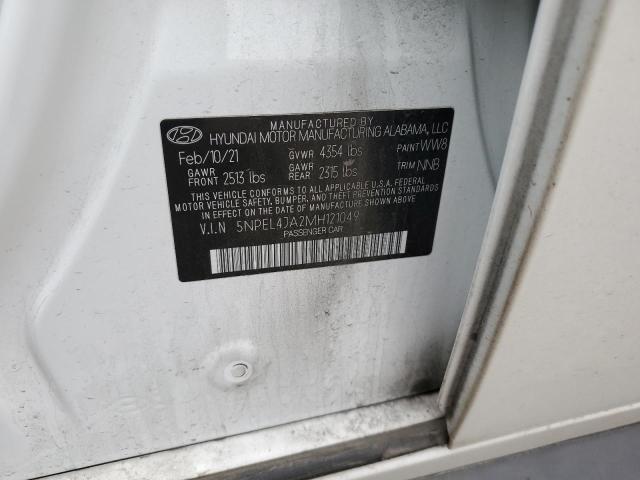 MANUFACTURED BY
HYUNDAI MOTOR MANUFACTURING ALABAMA, LLC
Feb/10/21 GVWR 4354 lbs PAINT WW8
GAWR FRONT 2513 lbs GAWR REAR 2315 lbs TRIM NNB
THIS VEHICLE CONFORMS TO ALL APPLICABLE U.S.A FEDERAL
MOTOR VEHICLE SAFETY, BUMPER, AND THEFT PREVENTION STANDARDS
IN EFFECT ON THE DATE OF MANUFACTURE SHOWN ABOVE.
V.I.N 5NPEL4JA2MH121049
PASSENGER CAR